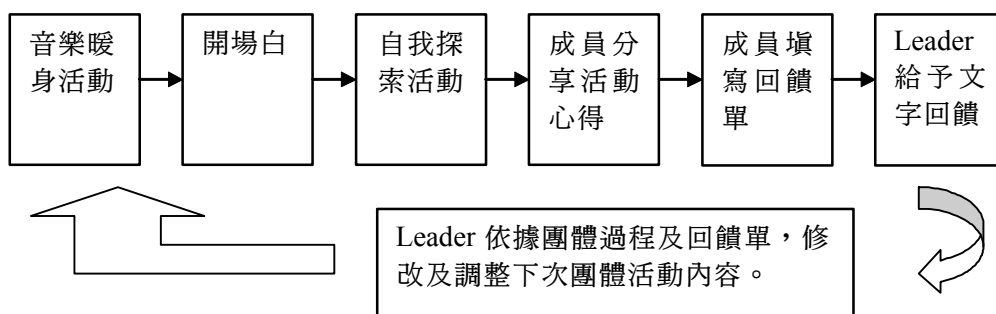 音樂暖
身活動
開場白
自我探
索活動
成員分
享活動
心得
成員填
寫回饋
單
Leader
給予文
字回饋
Leader 依據團體過程及回饋單，修
改及調整下次團體活動內容。